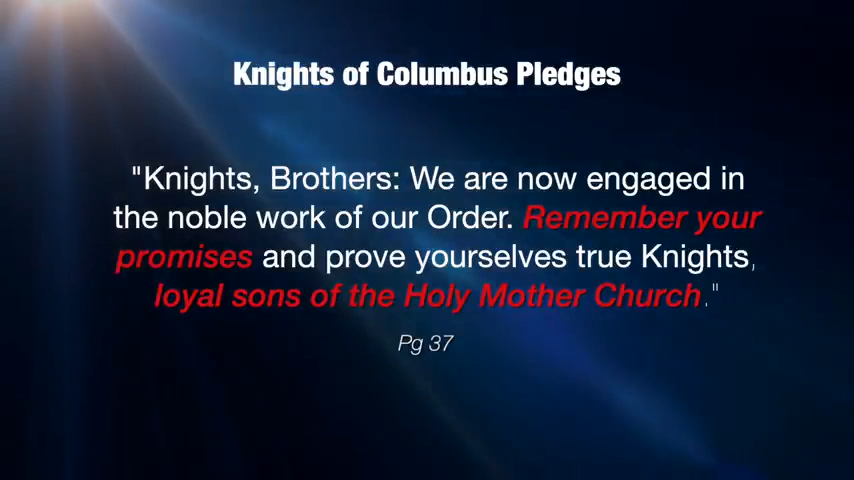 Knights of Columbus Pledges
"Knights, Brothers: We are now engaged in
the noble work of our Order. Remember your
promises and prove yourselves true Knights,
loyal sons of the Holy Mother Church."
Pg 37